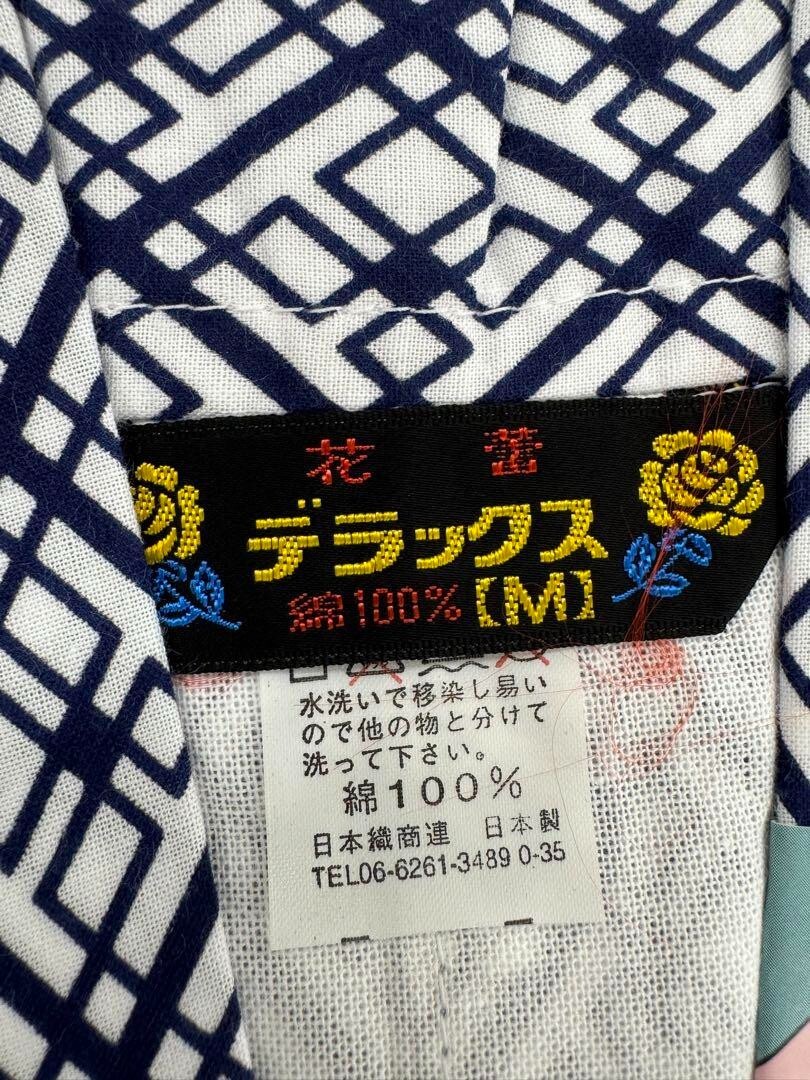 花蕾
デラックス
綿100% [M]
水洗いで移染し易い
ので他の物と分けて
洗って下さい。
綿100%
日本織商連 日本製
TEL06-6261-3489 0-35